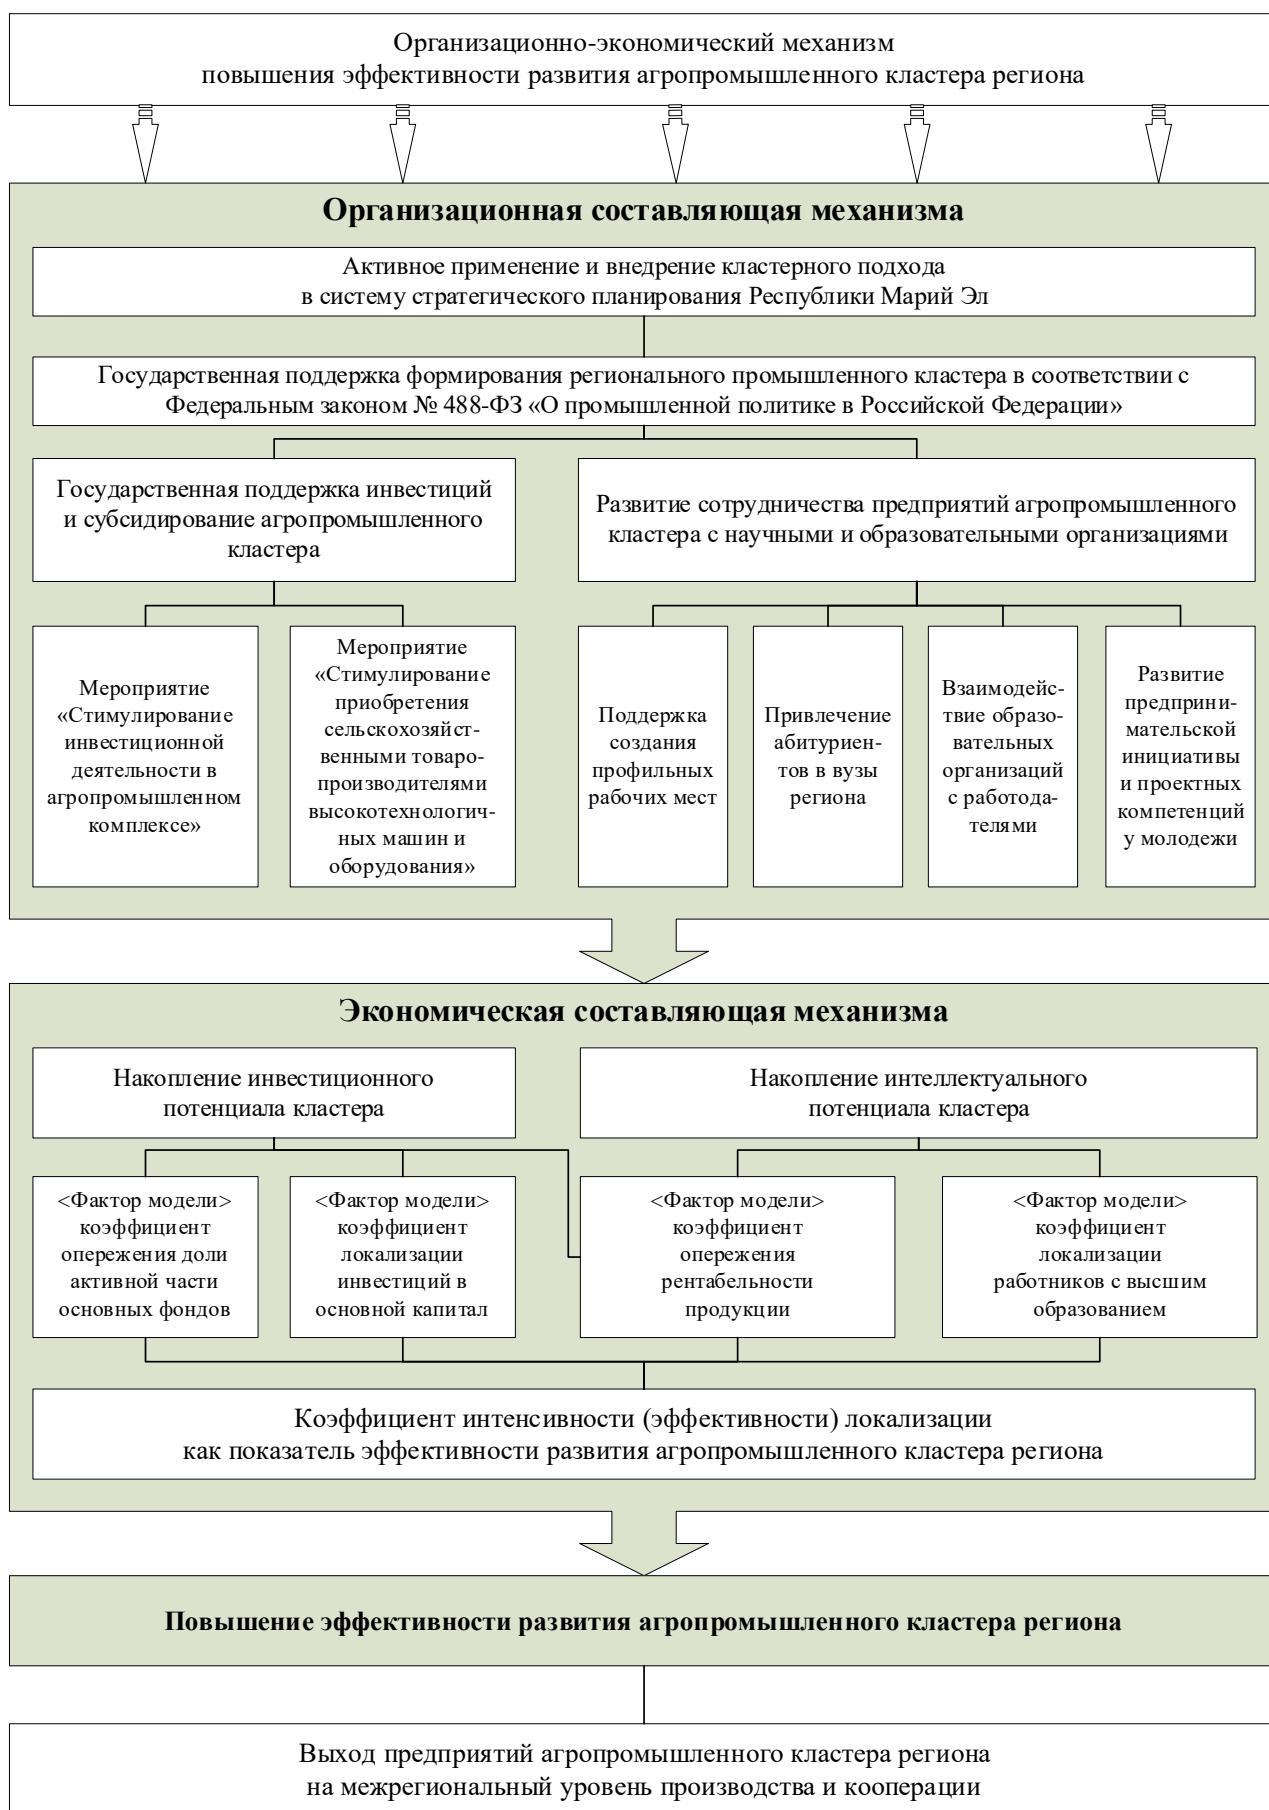 Организационно-экономический механизм
повышения эффективности развития агропромышленного кластера региона
Организационная составляющая механизма
Активное применение и внедрение кластерного подхода
в систему стратегического планирования Республики Марий Эл
Государственная поддержка формирования регионального промышленного кластера в соответствии с
Федеральным законом № 488-ФЗ «О промышленной политике в Российской Федерации»
Государственная поддержка инвестиций
и субсидирование агропромышленного
кластера
Развитие сотрудничества предприятий агропромышленного
кластера с научными и образовательными организациями
Мероприятие
«Стимулирование
инвестиционной
деятельности в
агропромышленном
комплексе»
Мероприятие
«Стимулирование
приобретения
сельскохозяйст-
венными товаро-
производителями
высокотехнологич-
ных машин и
оборудования»
Поддержка
создания
профильных
рабочих мест
Привлечение
абитуриен-
тов в вузы
региона
Взаимодейс-
твие образо-
вательных
организаций
с работода-
телями
Развитие
предприни-
мательской
инициативы
и проектных
компетенций
у молодежи
Экономическая составляющая механизма
Накопление инвестиционного
потенциала кластера
Накопление интеллектуального
потенциала кластера
<Фактор модели>
коэффициент
опережения доли
активной части
основных фондов
<Фактор модели>
коэффициент
локализации
инвестиций в
основной капитал
<Фактор модели>
коэффициент
опережения
рентабельности
продукции
<Фактор модели>
коэффициент
локализации
работников с высшим
образованием
Коэффициент интенсивности (эффективности) локализации
как показатель эффективности развития агропромышленного кластера региона
Повышение эффективности развития агропромышленного кластера региона
Выход предприятий агропромышленного кластера региона
на межрегиональный уровень производства и кооперации